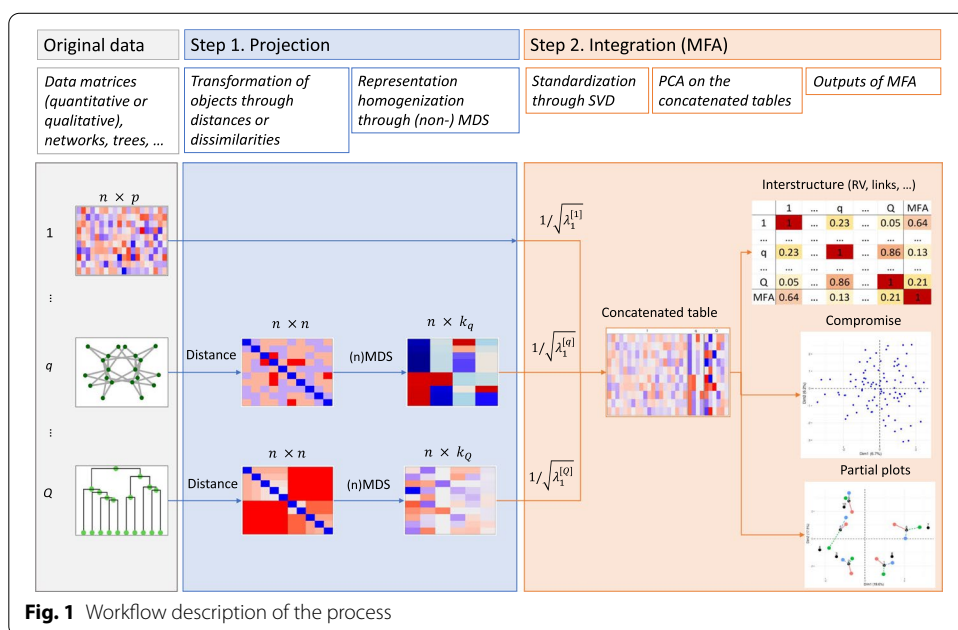 Original data
Step 1. Projection
Step 2. Integration (MFA)
Data matrices
(quantitative or
qualitative),
networks, trees, …
Transformation of
objects through
distances or
dissimilarities
Representation
homogenization
through (non-) MDS
Standardization
through SVD
PCA on the
concatenated tables
Outputs of MFA
n × p
1
...
q
...
Q
n × n
Distance
(n)MDS
n × k_q
n × n
Distance
(n)MDS
n × k_Q
1/√λ₁^[1]
1/√λ₁^[q]
1/√λ₁^[Q]
Concatenated table
Interstructure (RV, links, …)
1 ... q ... Q MFA
1 1 ... 0.23 ... 0.05 0.64
... ... ... ...
q 0.23 ... 1 ... 0.86 0.13
... ... ... ...
Q 0.05 ... 0.86 ... 1 0.21
MFA 0.64 ... 0.13 ... 0.21 1
Compromise
Partial plots
Fig. 1 Workflow description of the process